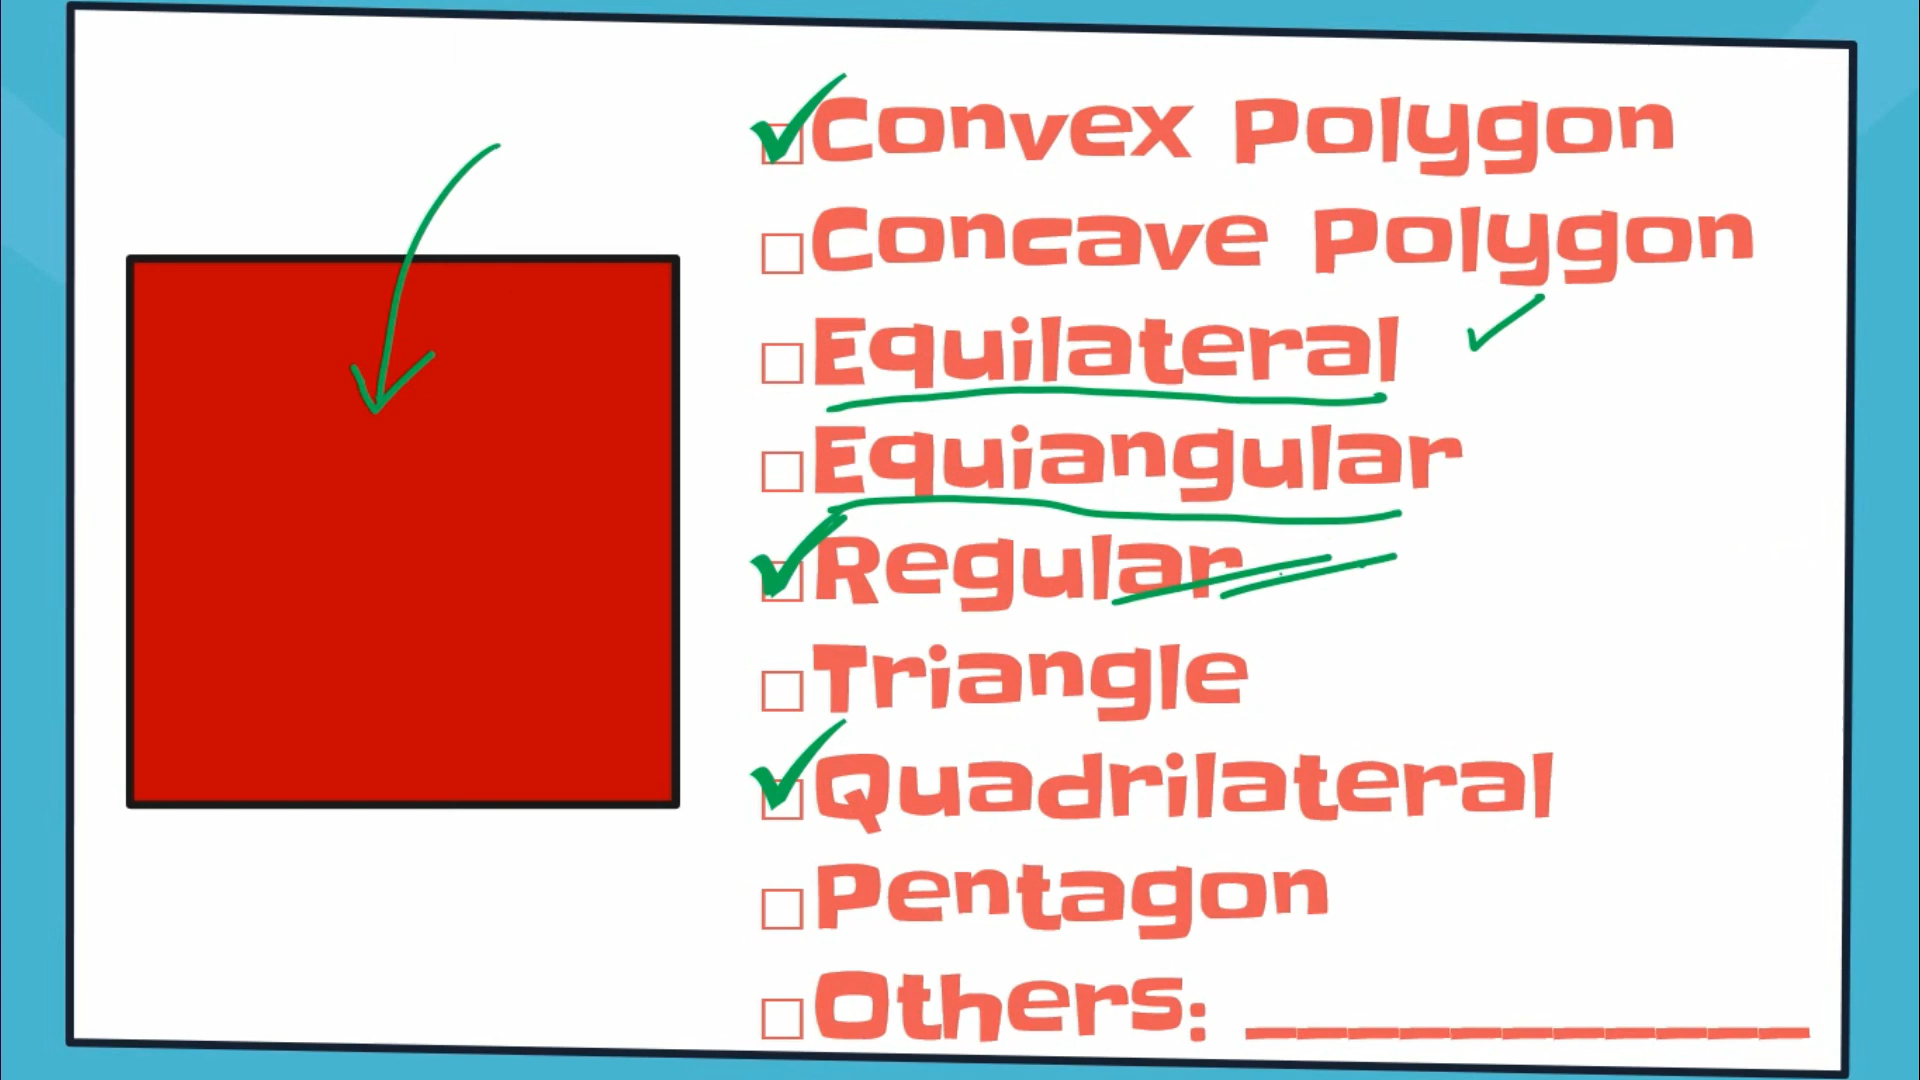 Convex Polygon
Concave Polygon
Equilateral
Equiangular
Regular
Triangle
Quadrilateral
Pentagon
Others: ___________